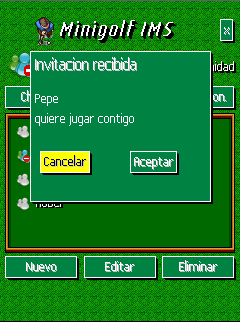 Minigolf IMS
x
Invitacion recibida
Pepe
quiere jugar contigo
Cancelar
Aceptar
Nuevo
Editar
Eliminar